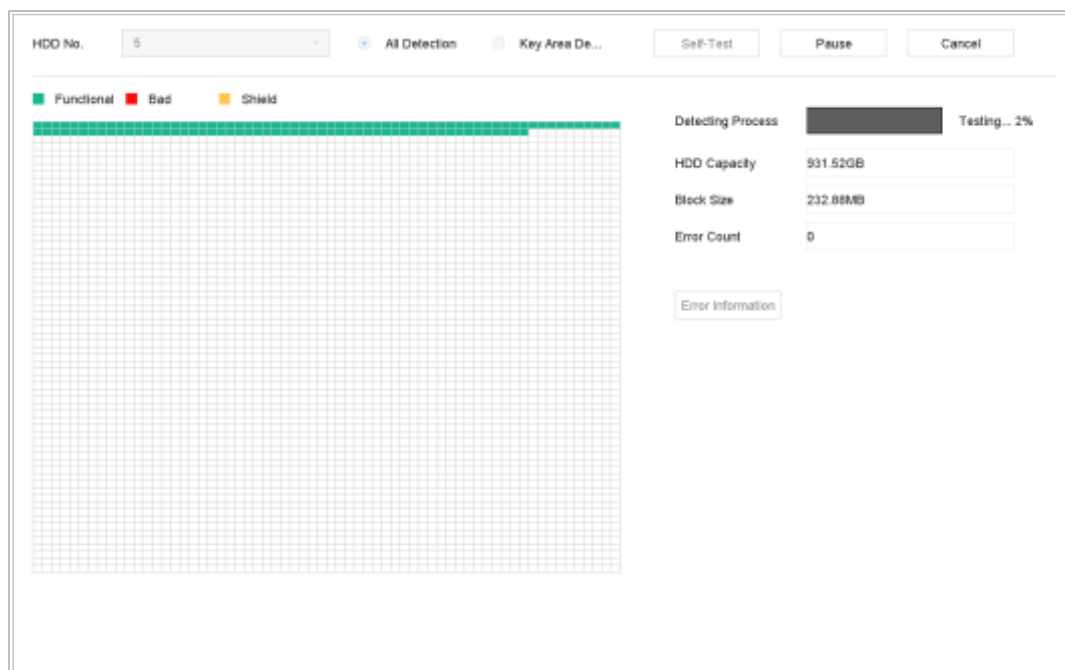 HDD No. 5 All Detection Key Area De... Self-Test Pause Cancel
Functional Bad Shield
Detecting Process Testing... 2%
HDD Capacity 931.52GB
Block Size 232.88MB
Error Count 0
Error Information